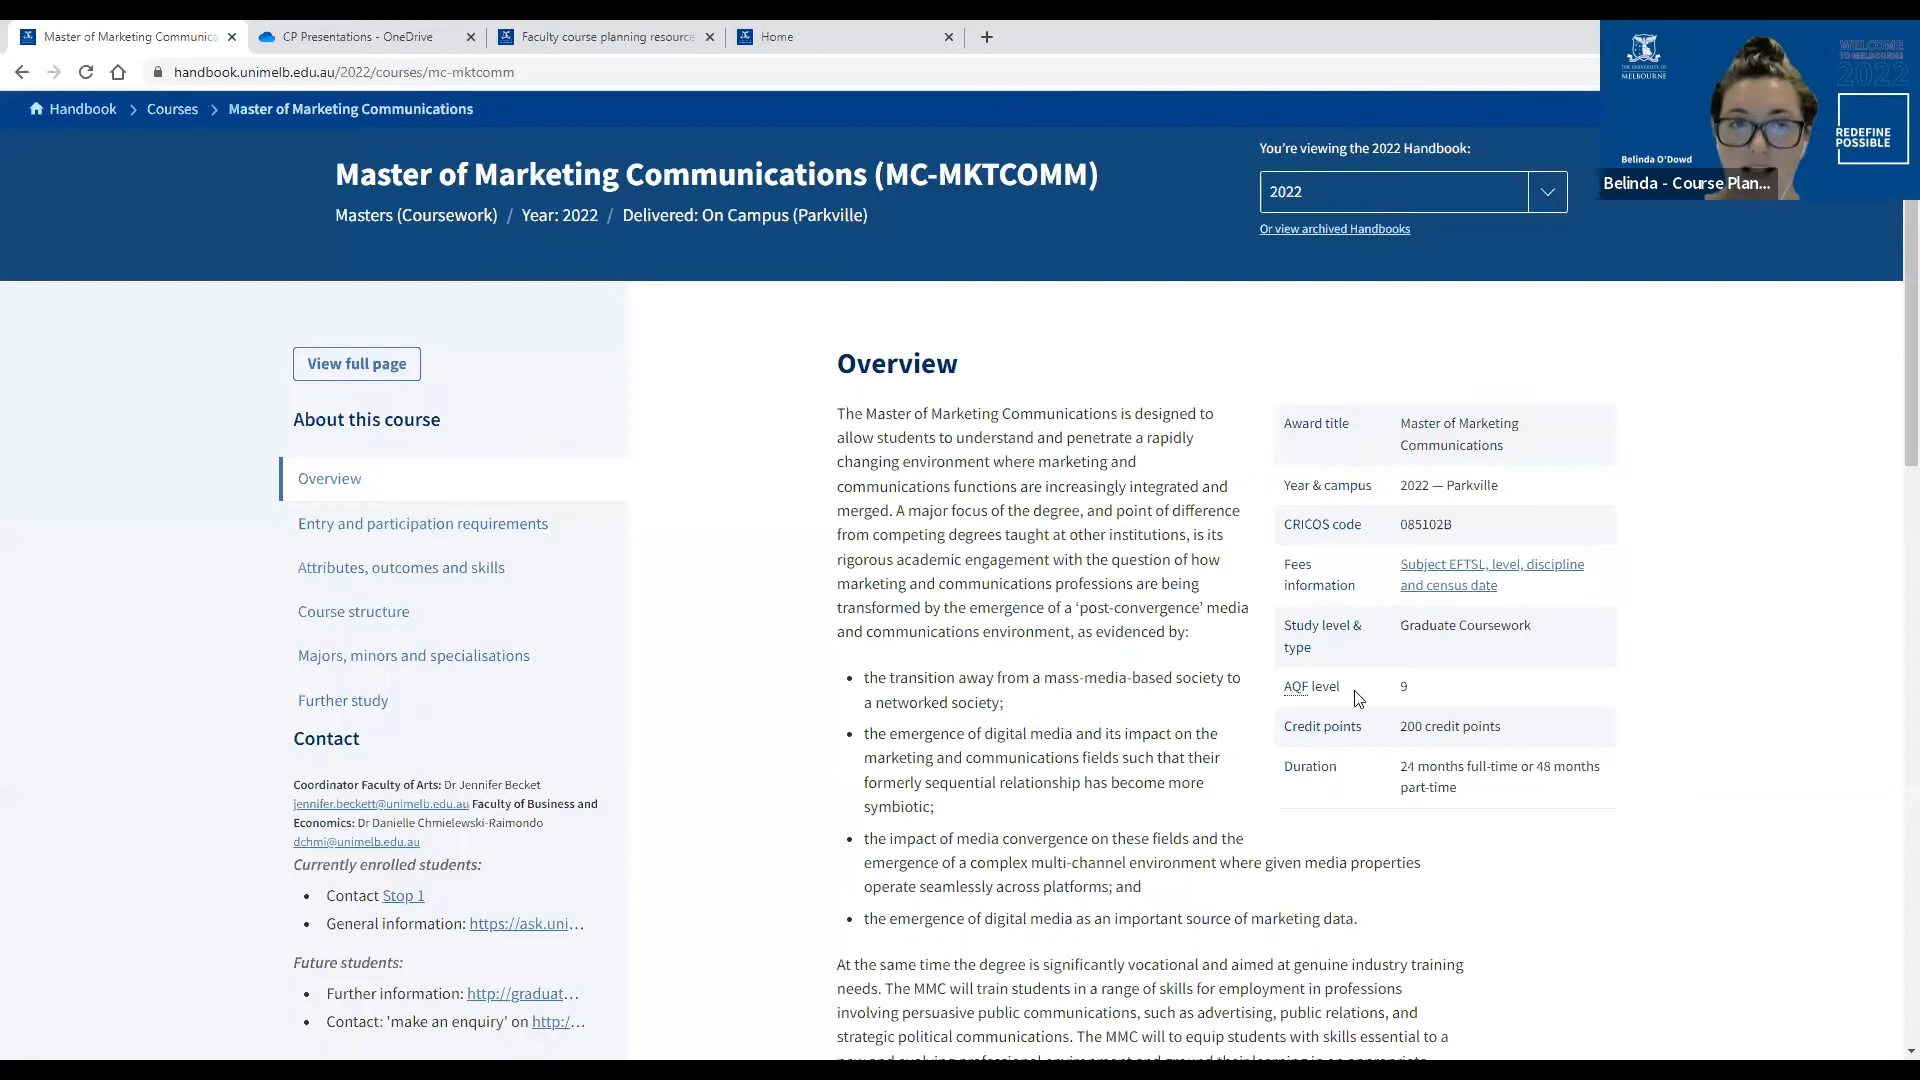 Master of Marketing Communica
CP Presentations - OneDrive
Faculty course planning resource
Home
handbook.unimelb.edu.au/2022/courses/mc-mktcomm
Handbook > Courses > Master of Marketing Communications
Master of Marketing Communications (MC-MKTCOMM)
Masters (Coursework) / Year: 2022 / Delivered: On Campus (Parkville)
You're viewing the 2022 Handbook:
2022
Or view archived Handbooks
THE UNIVERSITY OF
MELBOURNE
WELCOME
TO MELBOURNE
2022
REDEFINE
POSSIBLE
Belinda O'Dowd
Belinda - Course Plan...
View full page
About this course
Overview
Entry and participation requirements
Attributes, outcomes and skills
Course structure
Majors, minors and specialisations
Further study
Contact
Coordinator Faculty of Arts: Dr Jennifer Becket
jennifer.beckett@unimelb.edu.au Faculty of Business and
Economics: Dr Danielle Chmielewski-Raimondo
dchmi@unimelb.edu.au
Currently enrolled students:
• Contact Stop 1
• General information: https://ask.uni...
Future students:
• Further information: http://graduat...
• Contact: 'make an enquiry' on http:/...
Overview
The Master of Marketing Communications is designed to
allow students to understand and penetrate a rapidly
changing environment where marketing and
communications functions are increasingly integrated and
merged. A major focus of the degree, and point of difference
from competing degrees taught at other institutions, is its
rigorous academic engagement with the question of how
marketing and communications professions are being
transformed by the emergence of a 'post-convergence' media
and communications environment, as evidenced by:
• the transition away from a mass-media-based society to
a networked society;
• the emergence of digital media and its impact on the
marketing and communications fields such that their
formerly sequential relationship has become more
symbiotic;
• the impact of media convergence on these fields and the
emergence of a complex multi-channel environment where given media properties
operate seamlessly across platforms; and
• the emergence of digital media as an important source of marketing data.
At the same time the degree is significantly vocational and aimed at genuine industry training
needs. The MMC will train students in a range of skills for employment in professions
involving persuasive public communications, such as advertising, public relations, and
strategic political communications. The MMC will to equip students with skills essential to a
Award title Master of Marketing
Communications
Year & campus 2022 — Parkville
CRICOS code 085102B
Fees Subject EFTSL, level, discipline
information and census date
Study level & Graduate Coursework
type
AQF level 9
Credit points 200 credit points
Duration 24 months full-time or 48 months
part-time